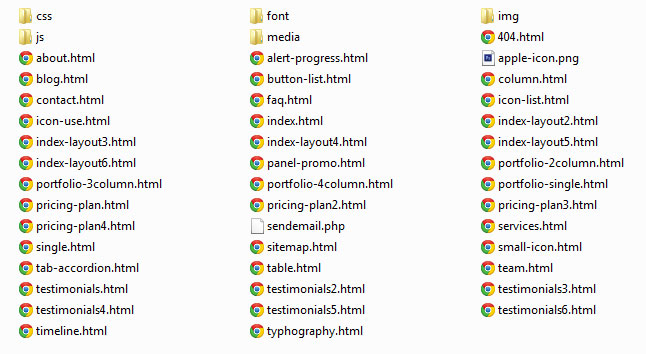 css font img
js media 404.html
about.html alert-progress.html apple-icon.png
blog.html button-list.html column.html
contact.html faq.html icon-list.html
icon-use.html index.html index-layout2.html
index-layout3.html index-layout4.html index-layout5.html
index-layout6.html panel-promo.html portfolio-2column.html
portfolio-3column.html portfolio-4column.html portfolio-single.html
pricing-plan.html pricing-plan2.html pricing-plan3.html
pricing-plan4.html sendemail.php services.html
single.html sitemap.html small-icon.html
tab-accordion.html table.html team.html
testimonials.html testimonials2.html testimonials3.html
testimonials4.html testimonials5.html testimonials6.html
timeline.html typhography.html